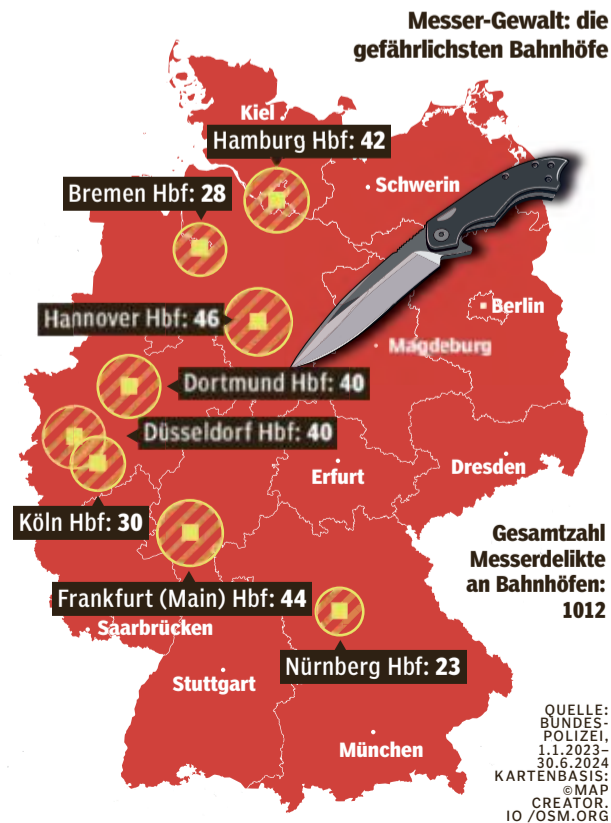 Messer-Gewalt: die
gefährlichsten Bahnhöfe
Kiel
Hamburg Hbf: 42
Schwerin
Bremen Hbf: 28
Berlin
Hannover Hbf: 46
Magdeburg
Dortmund Hbf: 40
Düsseldorf Hbf: 40
Erfurt
Dresden
Köln Hbf: 30
Gesamtzahl
Messerdelikte
an Bahnhöfen:
1012
Frankfurt (Main) Hbf: 44
Saarbrücken
Nürnberg Hbf: 23
Stuttgart
München
QUELLE:
BUNDES-
POLIZEI,
1.1.2023–
30.6.2024
KARTENBASIS:
©MAP
CREATOR.
IO /OSM.ORG